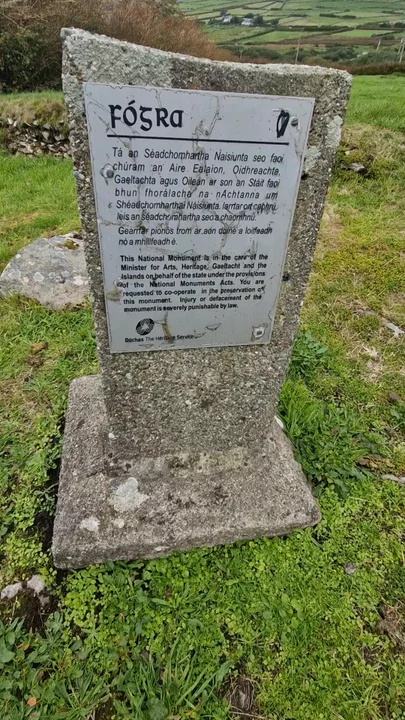 FÓGRA
Tá an Séadchomhartha Naisiunta seo faoi
chúram an Aire Ealaíon, Oidhreachta,
Gaeltachta agus Oileán ar son an Stáit faoi
bhun fhorálacha na nAchtanna um
Shéadchomharthaí Naisiúnta. Iarrtar ort cabhrú
leis an séadchomhartha seo a chaomhnú.
Gearrfar pionós trom ar aon duine a loitfeadh
nó a mhillfeadh é.
This National Monument is in the care of the
Minister for Arts, Heritage, Gaeltacht and the
Islands on behalf of the state under the provisions
of the National Monuments Acts. You are
requested to co-operate in the preservation of
this monument. Injury or defacement of the
monument is severely punishable by law.
Dúchas The Heritage Service